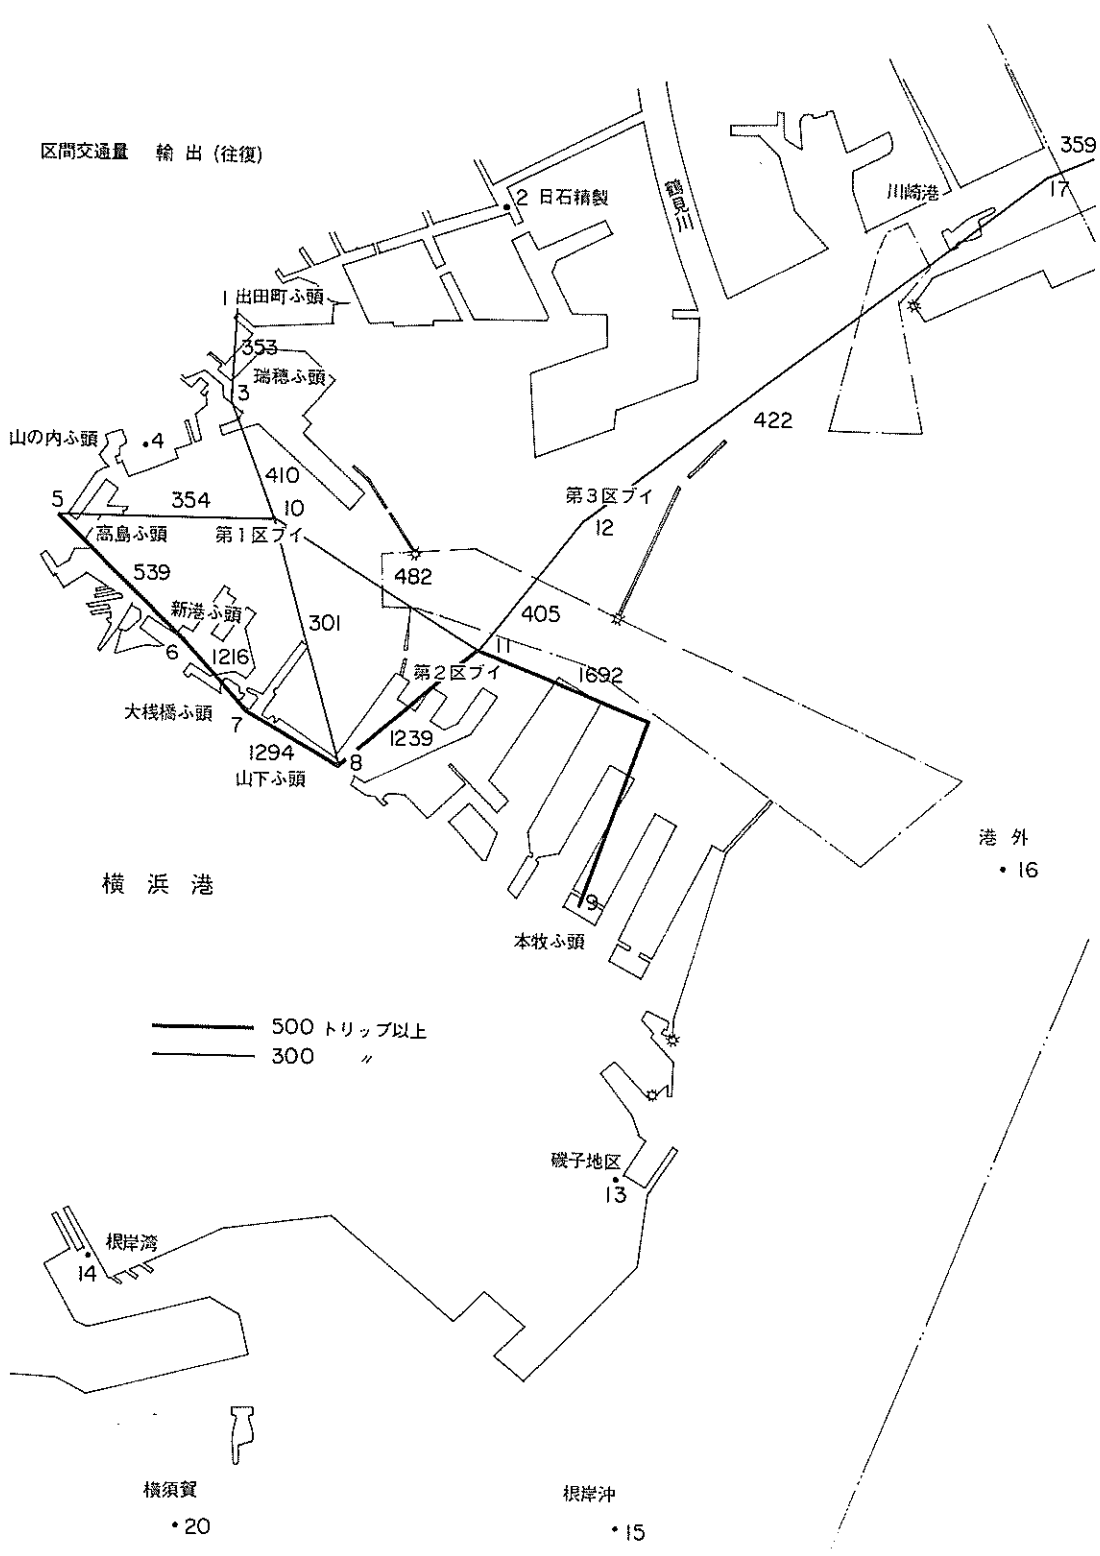 区間交通量 輸出(往復)
359
17
川崎港
鶴見川
2 日石精製
1 出田町ふ頭
353
瑞穂ふ頭
3
山の内ふ頭
4
410
422
5
354
10
第3区ブイ
12
高島ふ頭
第1区ブイ
539
482
新港ふ頭
301
405
6
1216
11
第2区ブイ
1692
大桟橋ふ頭
7
1294
8
1239
山下ふ頭
港外
16
横浜港
9
本牧ふ頭
500 トリップ以上
300 〃
磯子地区
13
根岸湾
14
横須賀
20
根岸沖
15